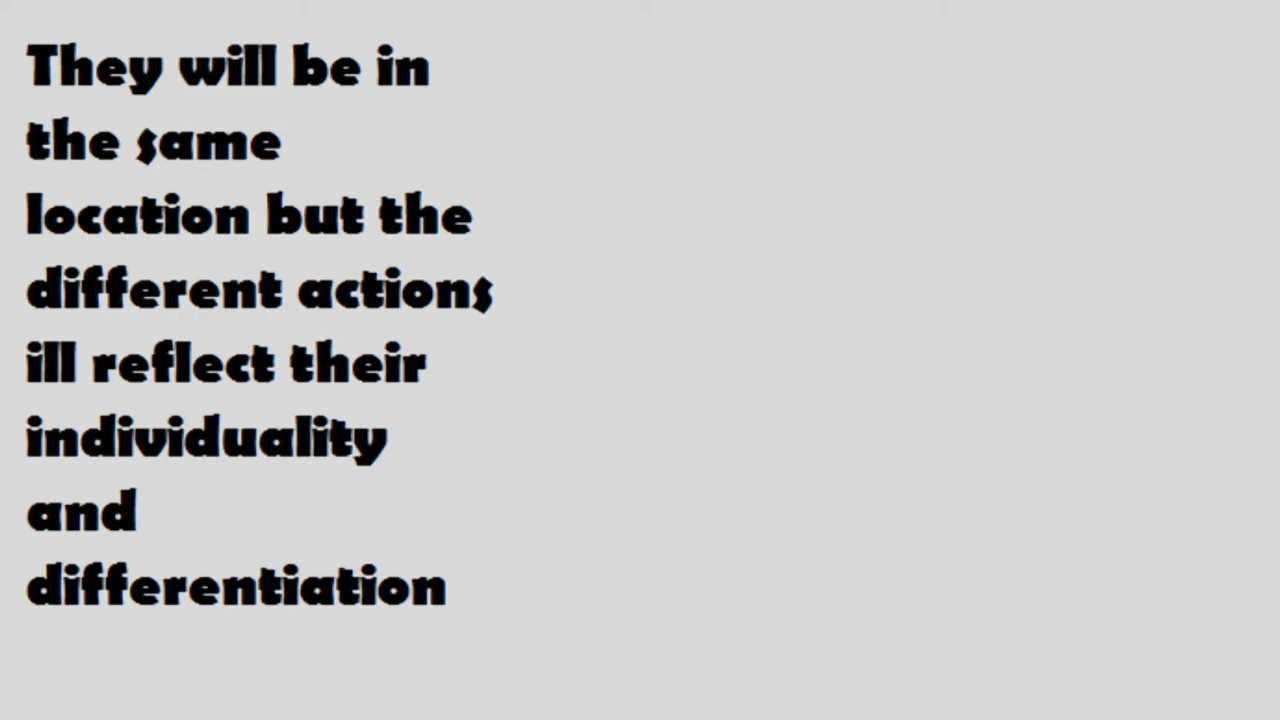 They will be in
the same
location but the
different actions
ill reflect their
individuality
and
differentiation